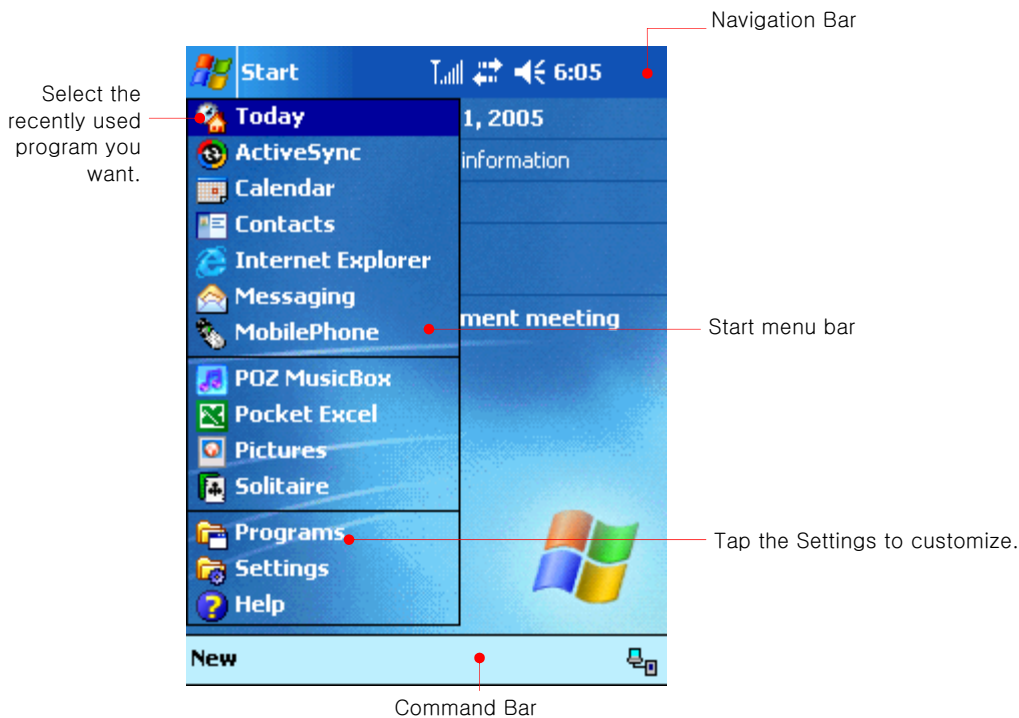 Navigation Bar
Start 6:05
Select the
recently used
program you
want.
Today
1, 2005
ActiveSync
information
Calendar
Contacts
Internet Explorer
Messaging
ment meeting
MobilePhone
Start menu bar
POZ MusicBox
Pocket Excel
Pictures
Solitaire
Programs
Tap the Settings to customize.
Settings
Help
New
Command Bar